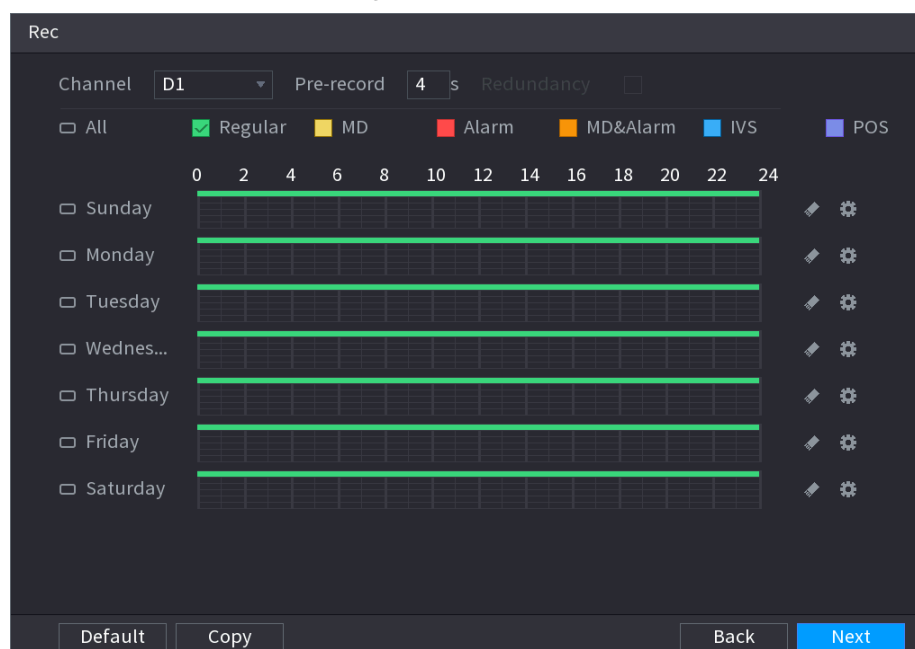 Rec
Channel D1 Pre-record 4 s Redundancy
All Regular MD Alarm MD&Alarm IVS POS
0 2 4 6 8 10 12 14 16 18 20 22 24
Sunday
Monday
Tuesday
Wednes...
Thursday
Friday
Saturday
Default Copy Back Next